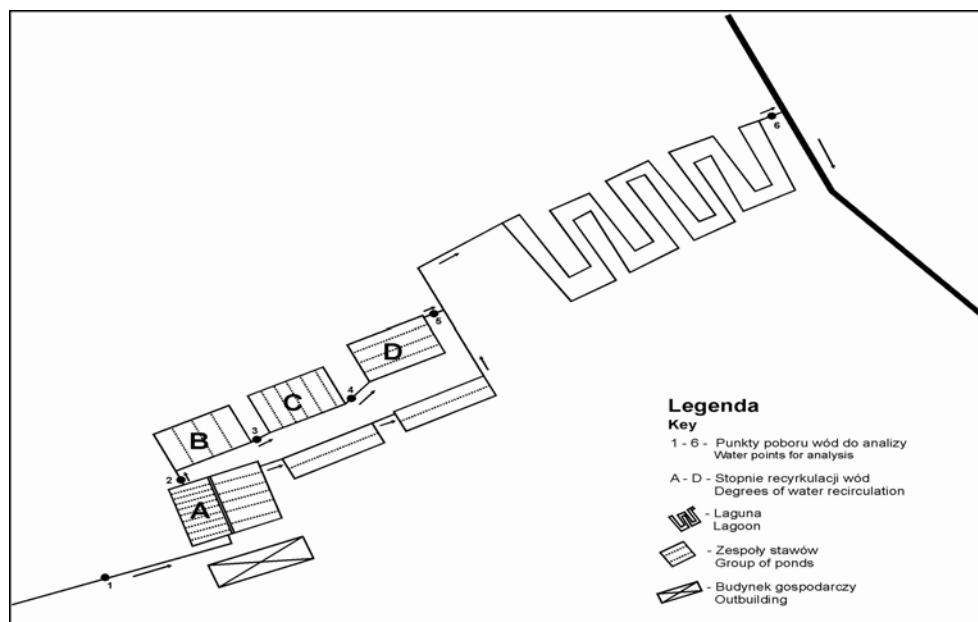 6
5
D
C
4
B
3
2
A
1
Legenda
Key
1 - 6 - Punkty poboru wód do analizy
Water points for analysis
A - D - Stopnie recyrkulacji wód
Degrees of water recirculation
- Laguna
Lagoon
- Zespoły stawów
Group of ponds
- Budynek gospodarczy
Outbuilding